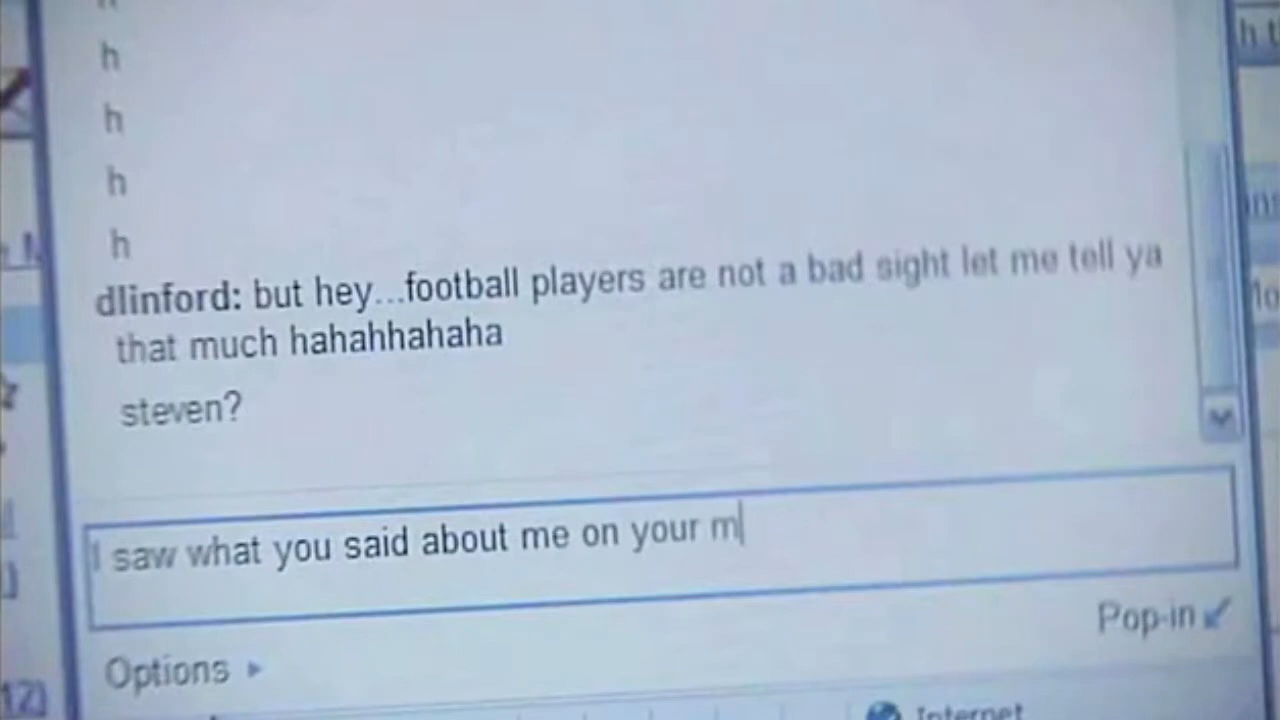 h
h
h
h
dlinford: but hey...football players are not a bad sight let me tell ya
that much hahahhahaha
steven?
I saw what you said about me on your m
Pop-in
Options
12)
Internet